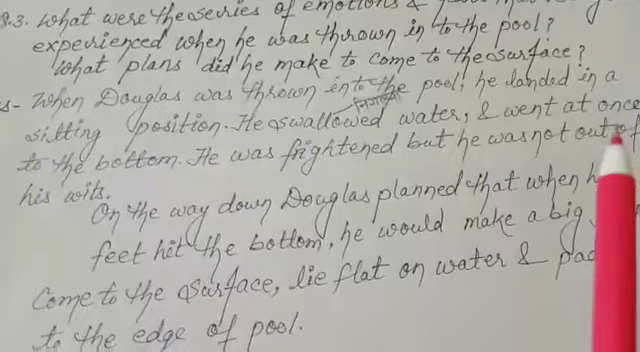 Q.3. What were the series of emotions &
experienced when he was thrown in to the pool?
What plans did he make to come to the surface?
s- When Douglas was thrown into the pool, he landed in a
निगलना
sitting position. He swallowed water, & went at once
to the bottom. He was frightened but he was not out of
his wits.
On the way down Douglas planned that when h
feet hit the bottom, he would make a big
Come to the surface, lie flat on water & pad
to the edge of pool.